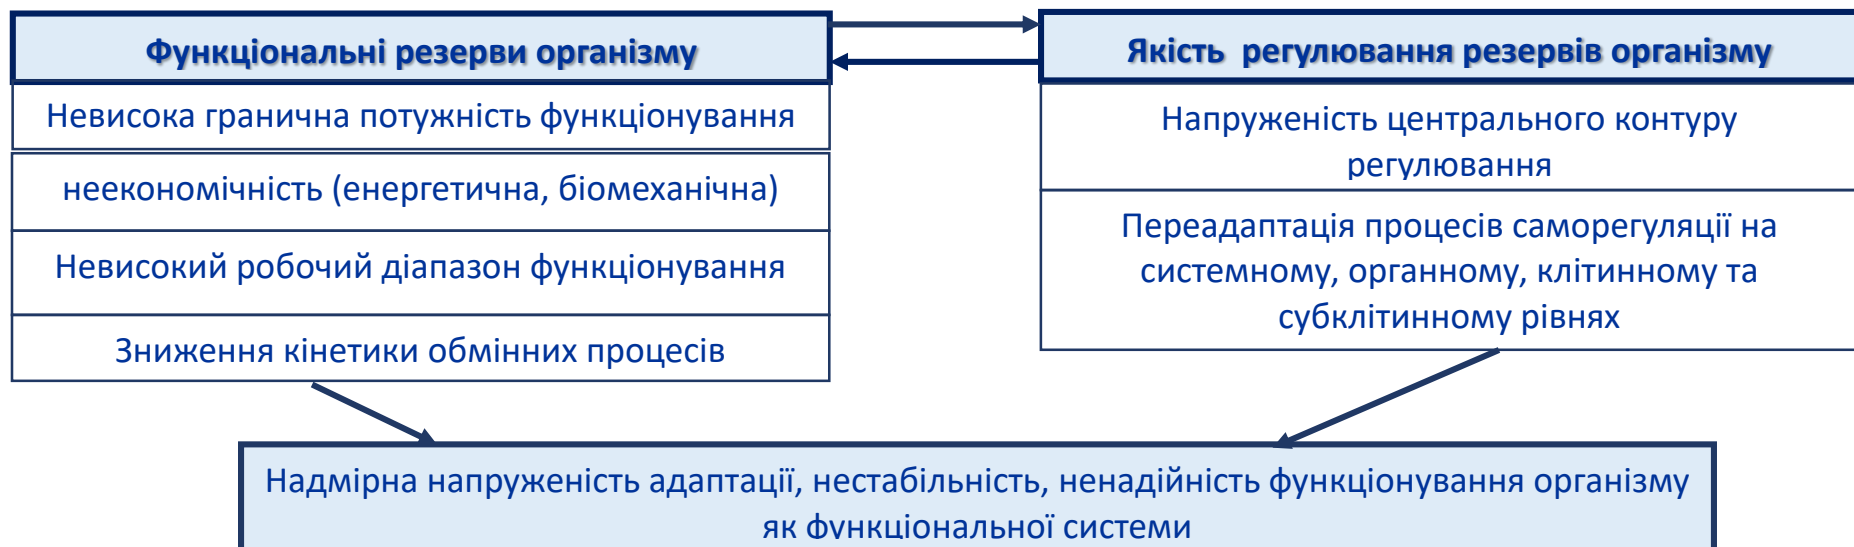 Функціональні резерви організму
Невисока гранична потужність функціонування
неекономічність (енергетична, біомеханічна)
Невисокий робочий діапазон функціонування
Зниження кінетики обмінних процесів
Якість регулювання резервів організму
Напруженість центрального контуру
регулювання
Переадаптація процесів саморегуляції на
системному, органному, клітинному та
субклітинному рівнях
Надмірна напруженість адаптації, нестабільність, ненадійність функціонування організму
як функціональної системи